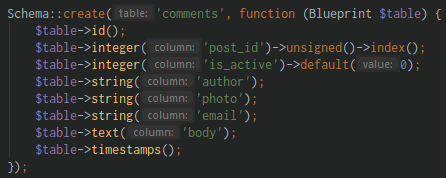 Schema::create( table: 'comments', function (Blueprint $table) {
    $table->id();
    $table->integer( column: 'post_id')->unsigned()->index();
    $table->integer( column: 'is_active')->default( value: 0);
    $table->string( column: 'author');
    $table->string( column: 'photo');
    $table->string( column: 'email');
    $table->text( column: 'body');
    $table->timestamps();
});